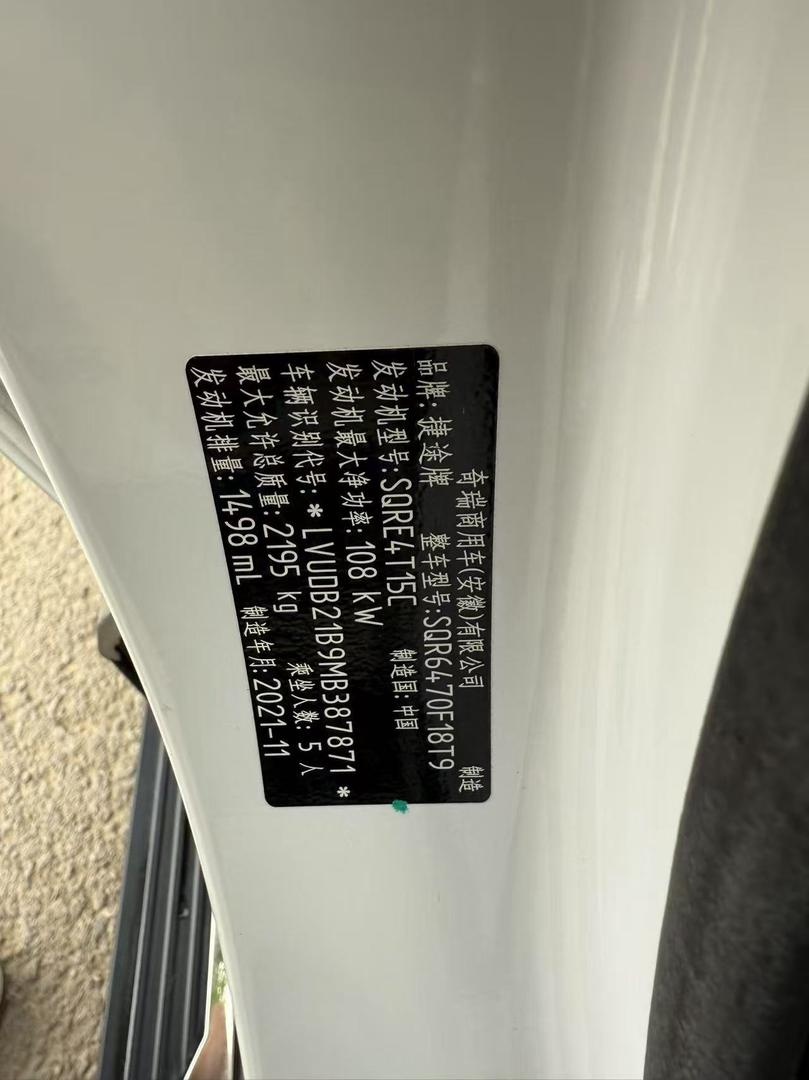 奇瑞商用车(安徽)有限公司 制造
品牌: 捷途牌 整车型号:SQR6470F18T9
发动机型号:SQRE4T15C 制造国: 中国
发动机最大净功率: 108 kW
车辆识别代号: *LVUDB21B9MB387871*
最大允许总质量: 2195 kg 乘坐人数: 5 人
发动机排量: 1498 mL 制造年月: 2021-11